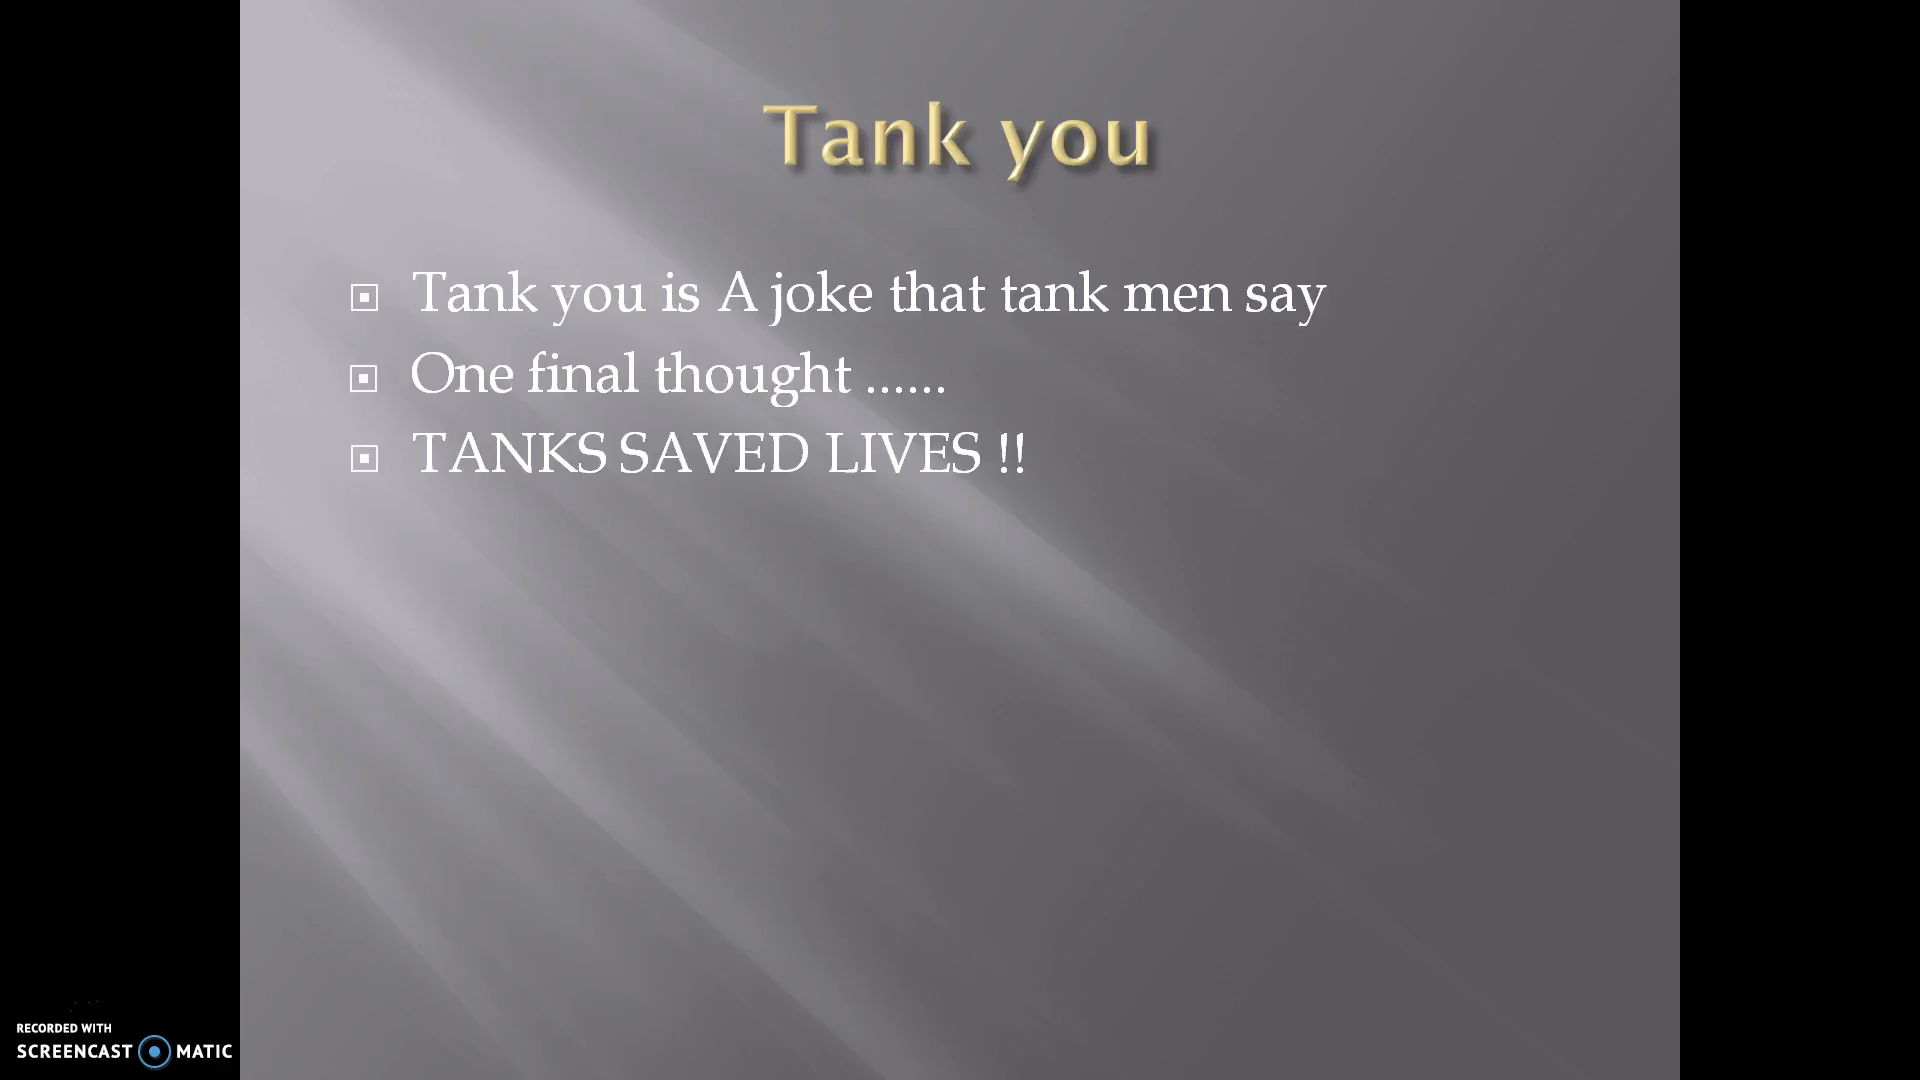 Tank you
Tank you is A joke that tank men say
One final thought ......
TANKS SAVED LIVES !!
RECORDED WITH
SCREENCAST MATIC